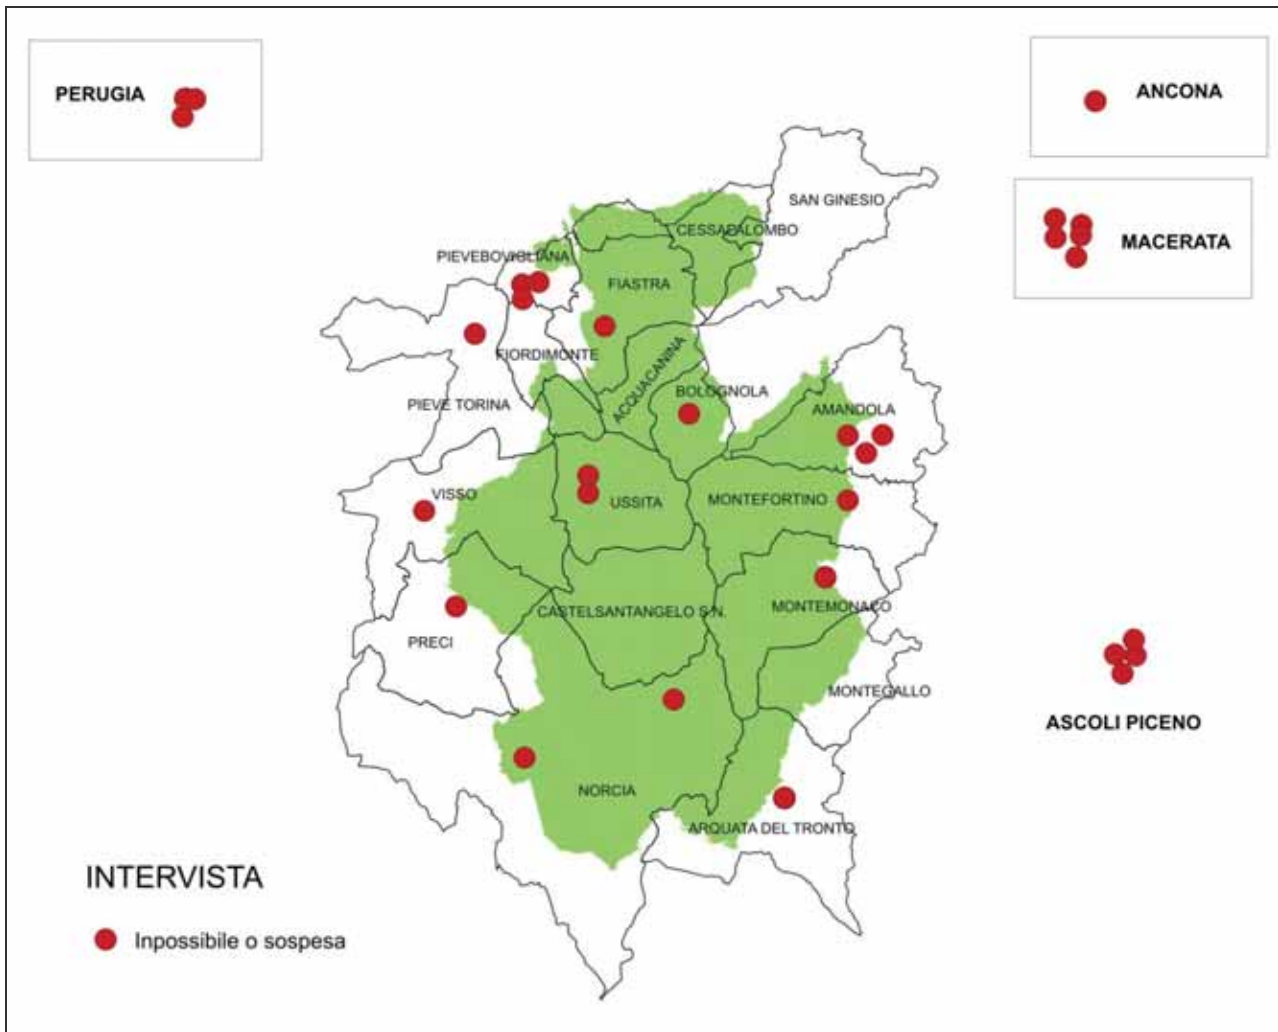 PERUGIA
ANCONA
MACERATA
SAN GINESIO
CESSAPALOMBO
PIEVEBOVIGLIANA
FIASTRA
FIORDIMONTE
ACQUACANINA
BOLOGNOLA
PIEVE TORINA
AMANDOLA
VISSO
USSITA
MONTEFORTINO
CASTELSANTANGELO S.N.
MONTEMONACO
PRECI
MONTEGALLO
ASCOLI PICENO
NORCIA
ARQUATA DEL TRONTO
INTERVISTA
Inpossibile o sospesa